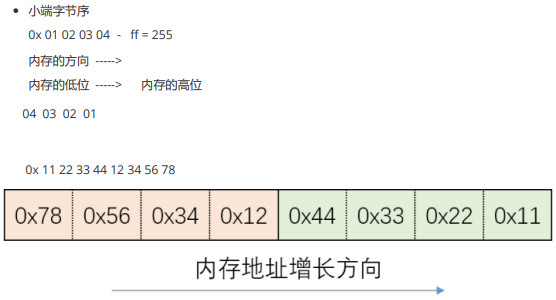 • 小端字节序
0x 01 02 03 04 - ff = 255
内存的方向 ----->
内存的低位 -----> 内存的高位
04 03 02 01
0x 11 22 33 44 12 34 56 78
0x78 0x56 0x34 0x12 0x44 0x33 0x22 0x11
内存地址增长方向